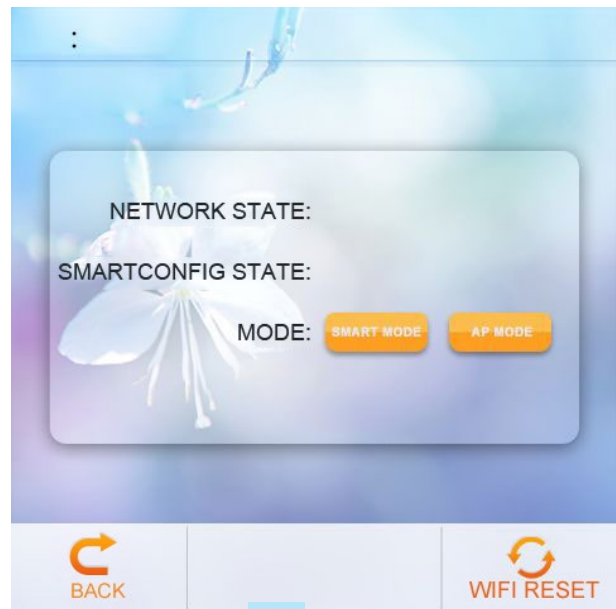 :
NETWORK STATE:
SMARTCONFIG STATE:
MODE: SMART MODE AP MODE
BACK WIFI RESET